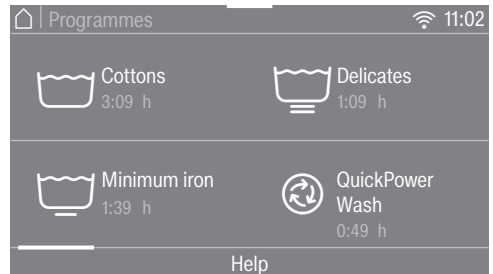 Programmes 11:02
Cottons
3:09 h
Delicates
1:09 h
Minimum iron
1:39 h
QuickPower
Wash
0:49 h
Help